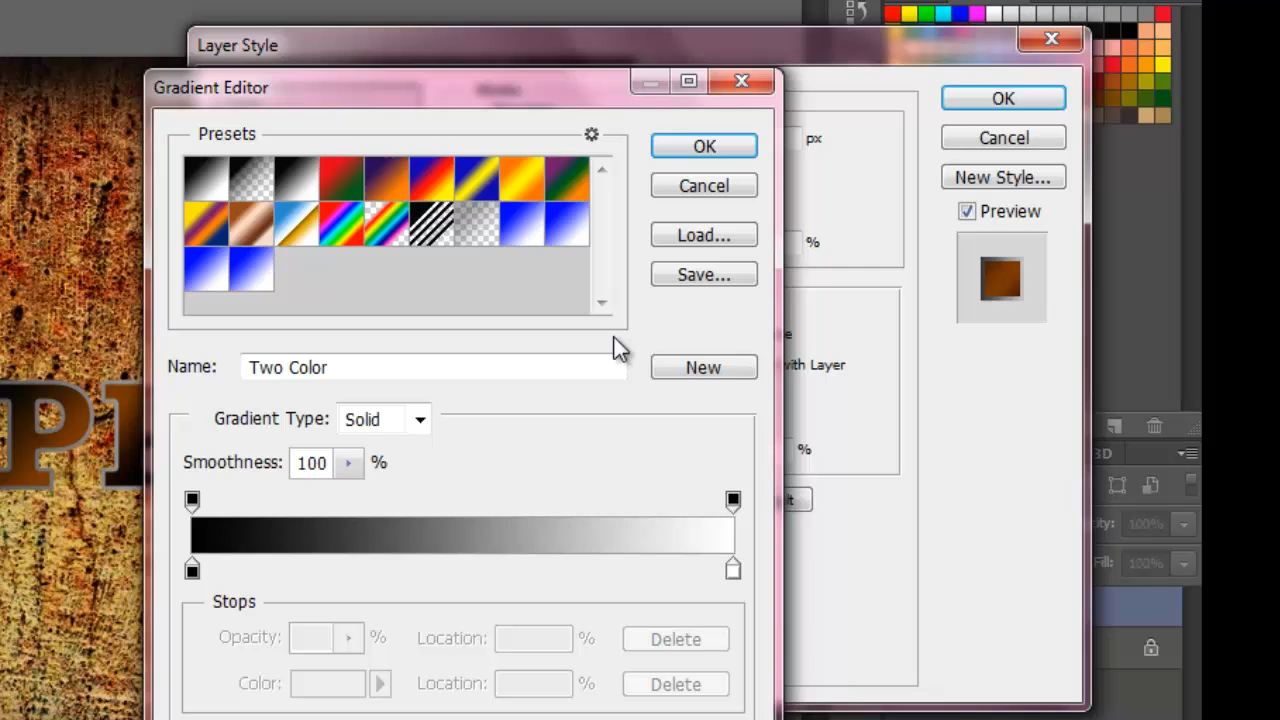 Layer Style
Gradient Editor
Presets
OK
Cancel
Load...
Save...
Name: Two Color
New
Gradient Type: Solid
Smoothness: 100 %
Stops
Opacity: % Location: % Delete
Color: Location: % Delete
px
%
with Layer
%
OK
Cancel
New Style...
Preview
3D
100%
Fill: 100%
P